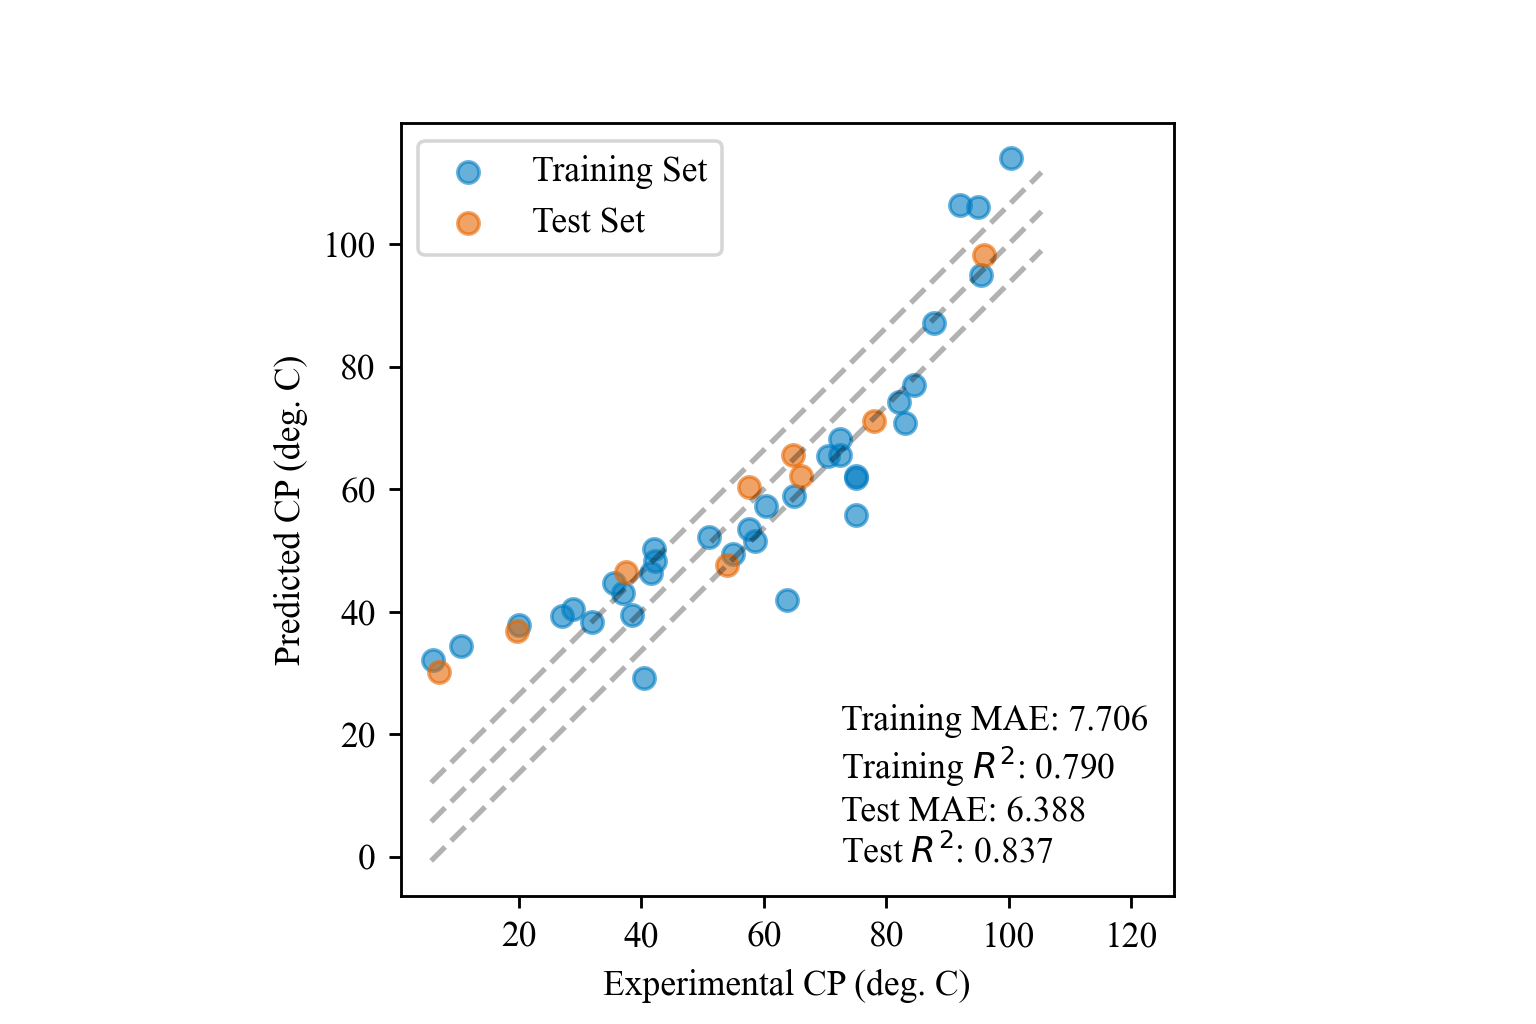 Training Set
Test Set
Predicted CP (deg. C)
100
80
60
40
20
0
Training MAE: 7.706
Training R²: 0.790
Test MAE: 6.388
Test R²: 0.837
20 40 60 80 100 120
Experimental CP (deg. C)